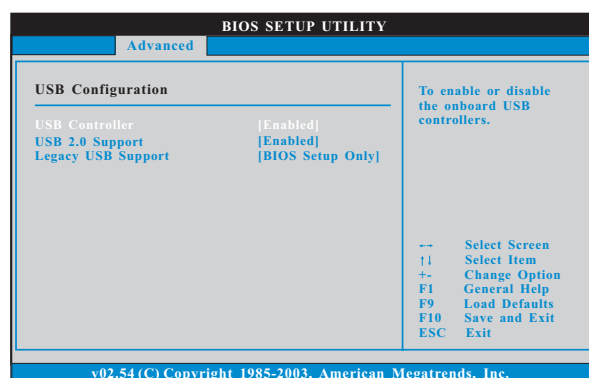 BIOS SETUP UTILITY
Advanced
USB Configuration
USB Controller [Enabled]
USB 2.0 Support [Enabled]
Legacy USB Support [BIOS Setup Only]
To enable or disable
the onboard USB
controllers.
←→ Select Screen
↑↓ Select Item
+- Change Option
F1 General Help
F9 Load Defaults
F10 Save and Exit
ESC Exit
v02.54 (C) Copyright 1985-2003, American Megatrends, Inc.